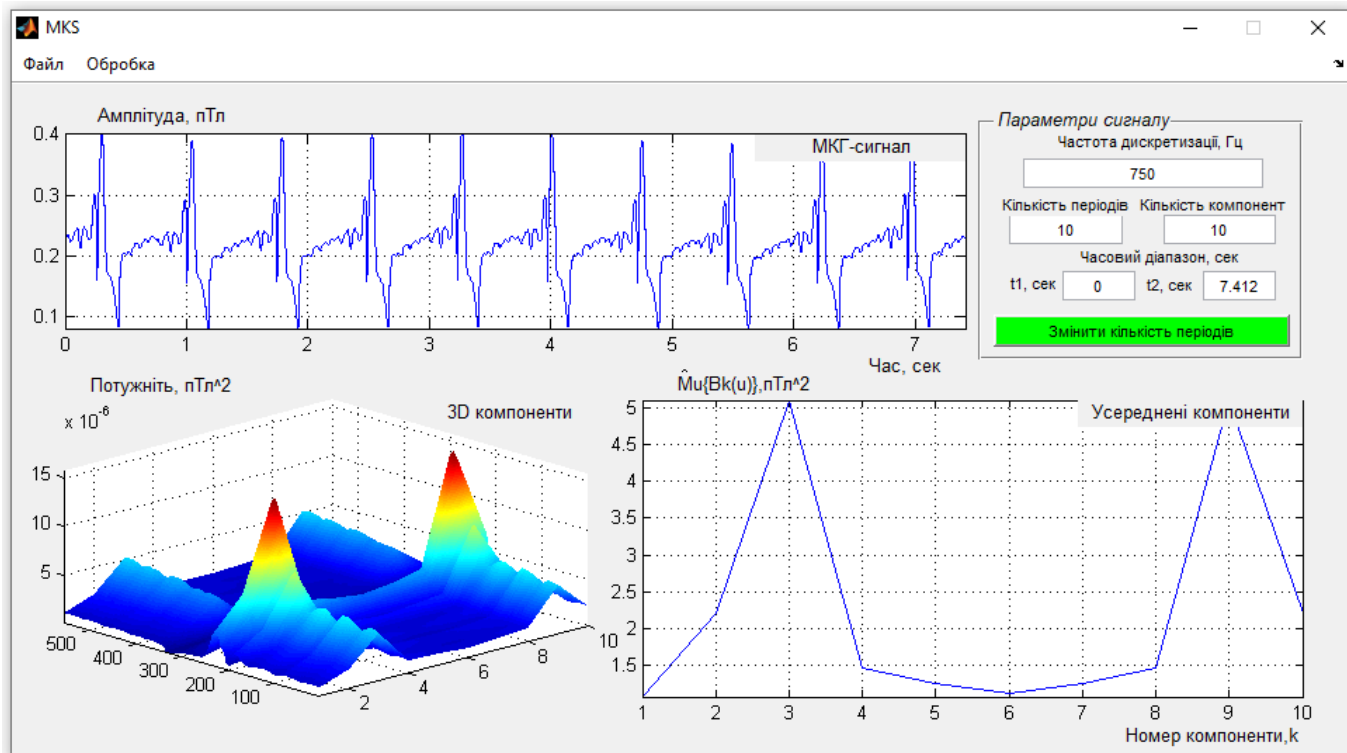 MKS
Файл Обробка
Амплітуда, пТл
МКГ-сигнал
0.4
0.3
0.2
0.1
0 1 2 3 4 5 6 7
Час, сек
Параметри сигналу
Частота дискретизації, Гц
750
Кількість періодів Кількість компонент
10 10
Часовий діапазон, сек
t1, сек 0 t2, сек 7.412
Змінити кількість періодів
Потужніть, пТл^2
x 10^-6
3D компоненти
15
10
5
500 400 300 200 100
2 4 6 8 10
M̂u{Bk(u)},пТл^2
Усереднені компоненти
5
4.5
4
3.5
3
2.5
2
1.5
1 2 3 4 5 6 7 8 9 10
Номер компоненти,k